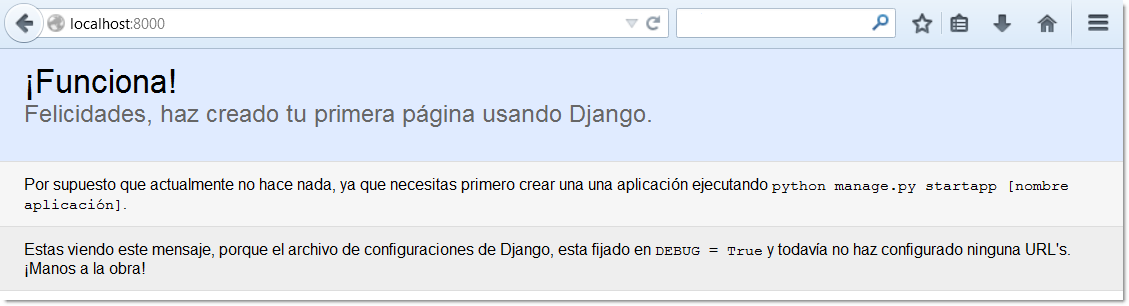 localhost:8000
¡Funciona!
Felicidades, haz creado tu primera página usando Django.
Por supuesto que actualmente no hace nada, ya que necesitas primero crear una una aplicación ejecutando python manage.py startapp [nombre
aplicación].
Estas viendo este mensaje, porque el archivo de configuraciones de Django, esta fijado en DEBUG = True y todavía no haz configurado ninguna URL's.
¡Manos a la obra!